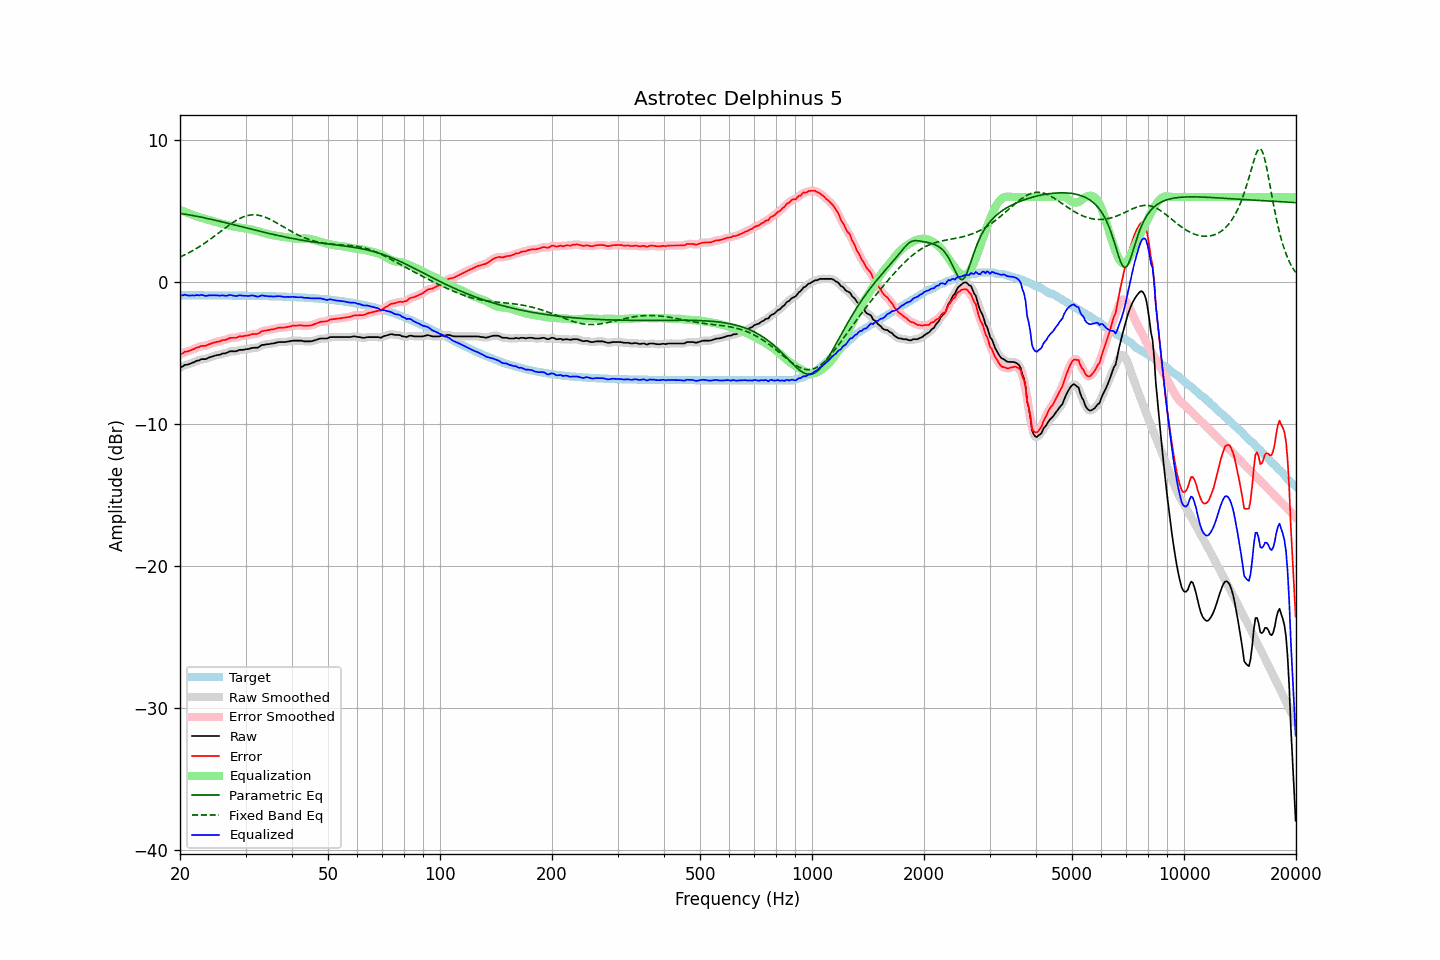 Astrotec Delphinus 5
10
0
−10
−20
−30
−40
Amplitude (dBr)
Target
Raw Smoothed
Error Smoothed
Raw
Error
Equalization
Parametric Eq
Fixed Band Eq
Equalized
20 50 100 200 500 1000 2000 5000 10000 20000
Frequency (Hz)